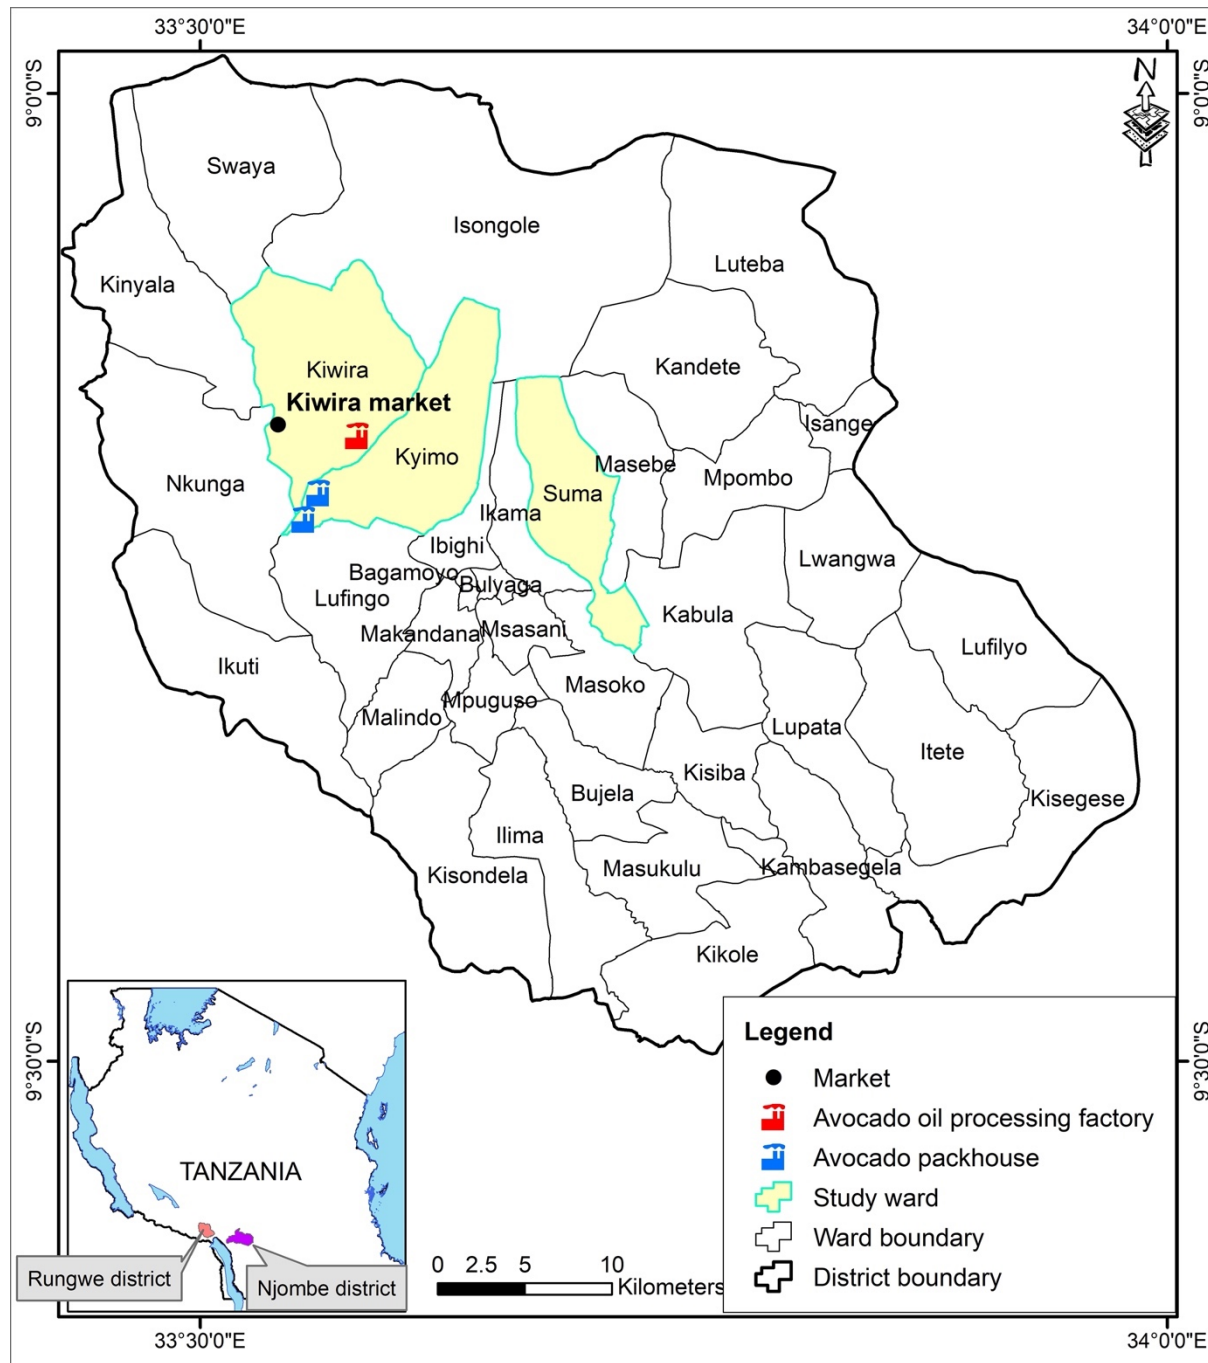 33°30'0"E
34°0'0"E
9°0'0"S
9°0'0"S
N
Swaya
Isongole
Luteba
Kinyala
Kiwira
Kandete
Kiwira market
Isange
Kyimo
Masebe
Mpombo
Nkunga
Suma
Ikama
Ibighi
Lwangwa
Bagamoyo
Bulyaga
Lufingo
Kabula
Makandana
Msasani
Lufilyo
Ikuti
Masoko
Mpuguso
Malindo
Lupata
Itete
Kisiba
Bujela
Kisegese
Ilima
Kisondela
Masukulu
Kambasegela
Kikole
TANZANIA
Rungwe district
Njombe district
0 2.5 5 10
Kilometers
Legend
Market
Avocado oil processing factory
Avocado packhouse
Study ward
Ward boundary
District boundary
9°30'0"S
9°30'0"S
33°30'0"E
34°0'0"E